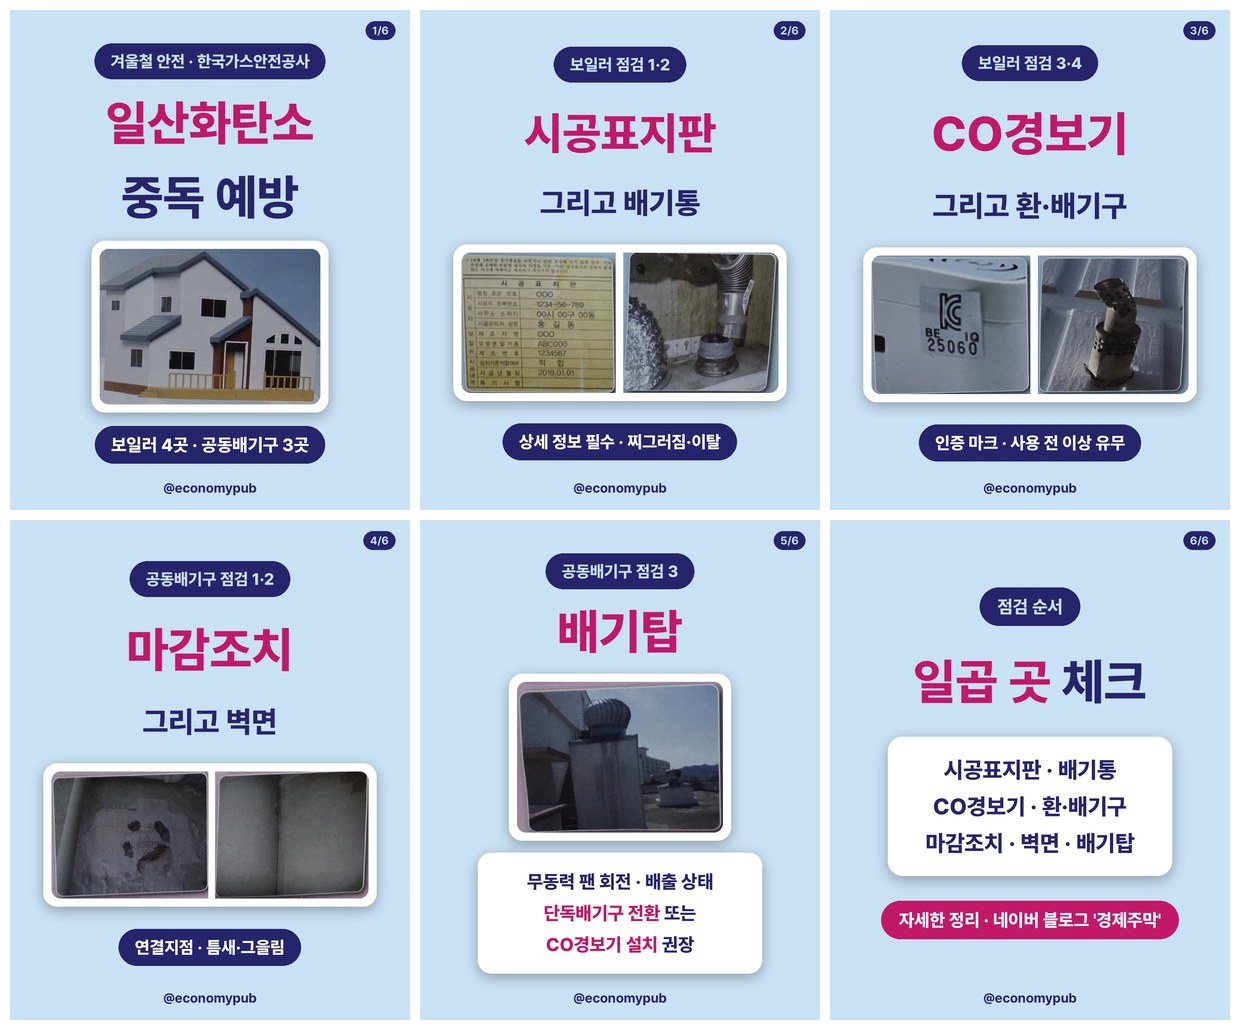 1/6
겨울철 안전 · 한국가스안전공사
일산화탄소
중독 예방
보일러 4곳 · 공동배기구 3곳
@economypub
2/6
보일러 점검 1·2
시공표지판
그리고 배기통
시 공 표 지 판
OOO
1234-56-789
00시 00구 00동
홍 길 동
OOO
ABC000
1234567
적 합
2018.01.01
상세 정보 필수 · 찌그러짐·이탈
@economypub
3/6
보일러 점검 3·4
CO경보기
그리고 환·배기구
KC
25060
인증 마크 · 사용 전 이상 유무
@economypub
4/6
공동배기구 점검 1·2
마감조치
그리고 벽면
연결지점 · 틈새·그을림
@economypub
5/6
공동배기구 점검 3
배기탑
무동력 팬 회전 · 배출 상태
단독배기구 전환 또는
CO경보기 설치 권장
@economypub
6/6
점검 순서
일곱 곳 체크
시공표지판 · 배기통
CO경보기 · 환·배기구
마감조치 · 벽면 · 배기탑
자세한 정리 · 네이버 블로그 '경제주막'
@economypub